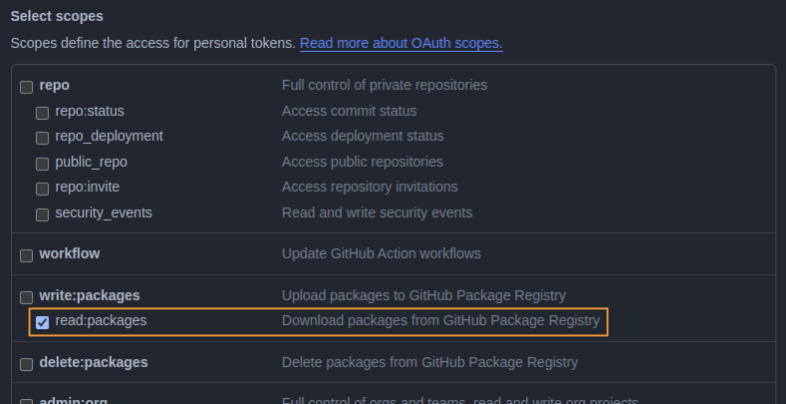 Select scopes
Scopes define the access for personal tokens. Read more about OAuth scopes.
repo Full control of private repositories
repo:status Access commit status
repo_deployment Access deployment status
public_repo Access public repositories
repo:invite Access repository invitations
security_events Read and write security events
workflow Update GitHub Action workflows
write:packages Upload packages to GitHub Package Registry
read:packages Download packages from GitHub Package Registry
delete:packages Delete packages from GitHub Package Registry
admin:org Full control of orgs and teams, read and write org projects